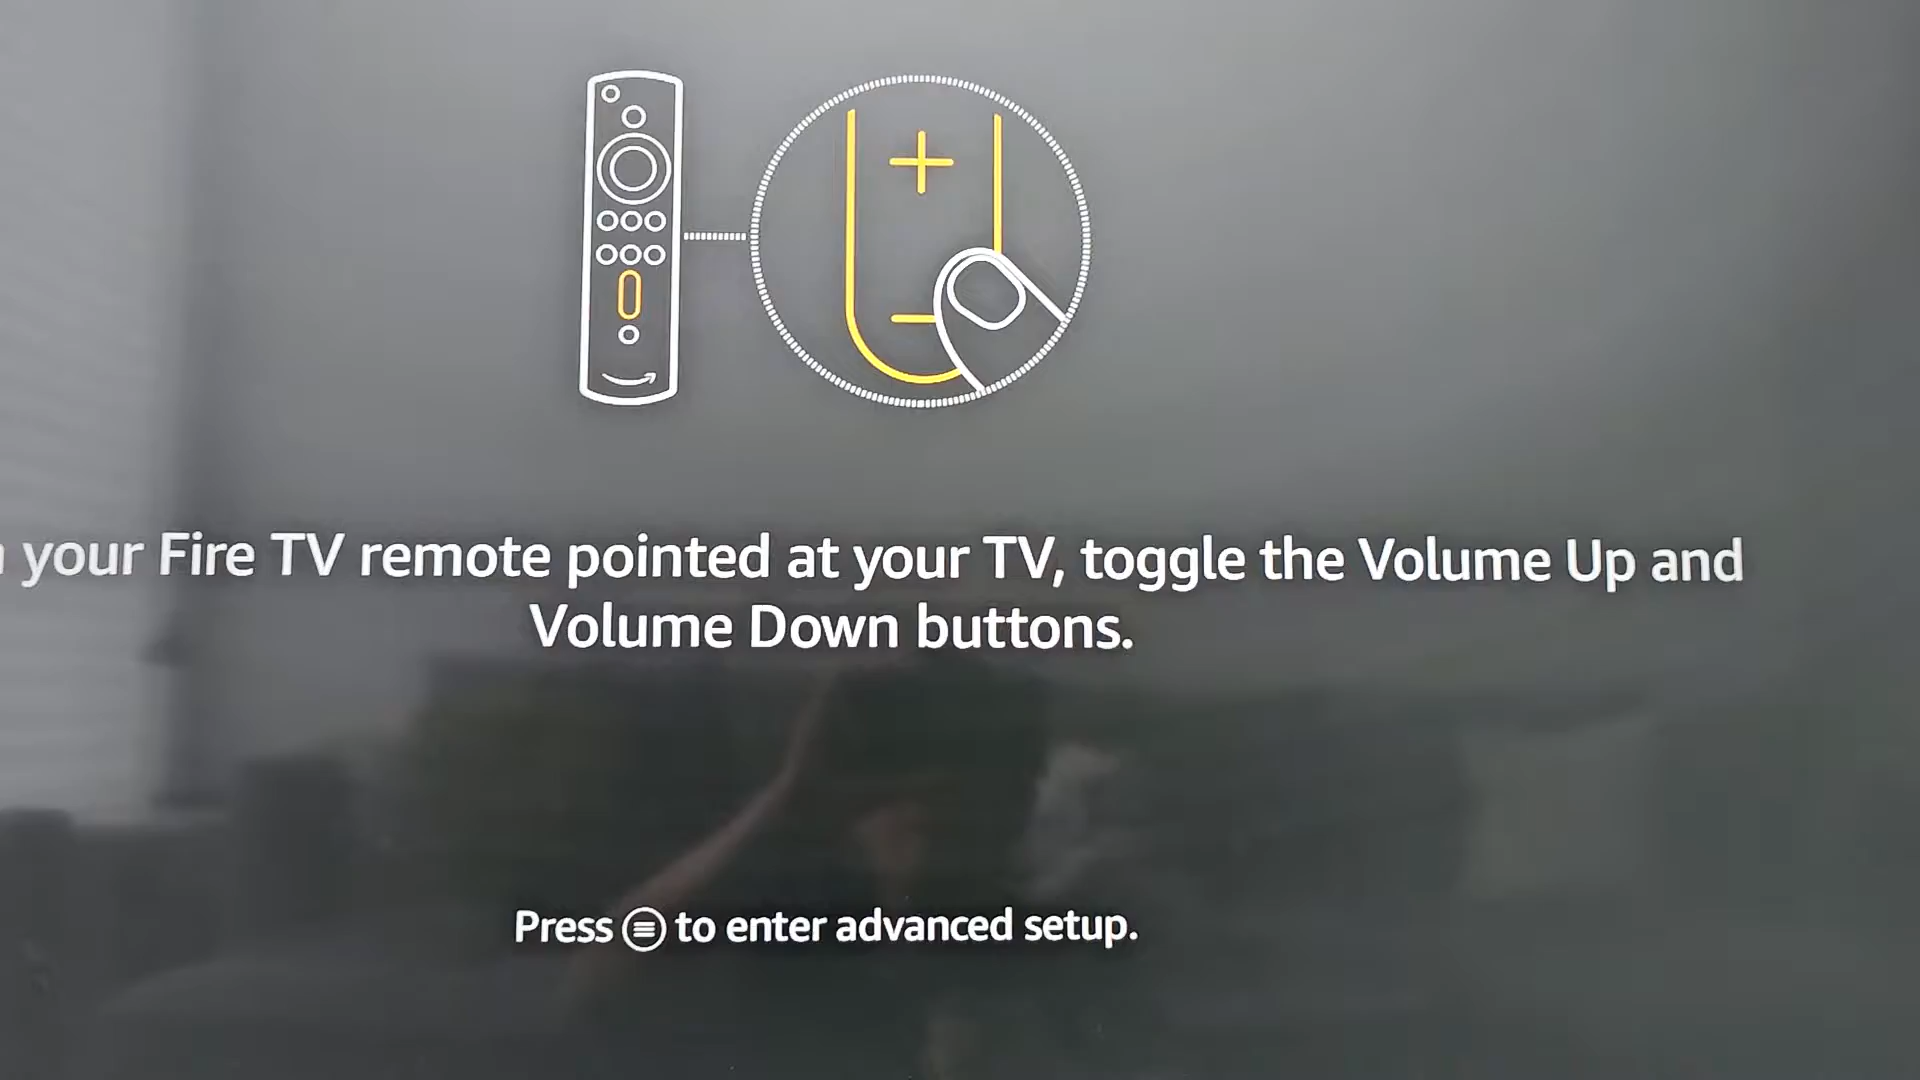 your Fire TV remote pointed at your TV, toggle the Volume Up and
Volume Down buttons.
Press to enter advanced setup.